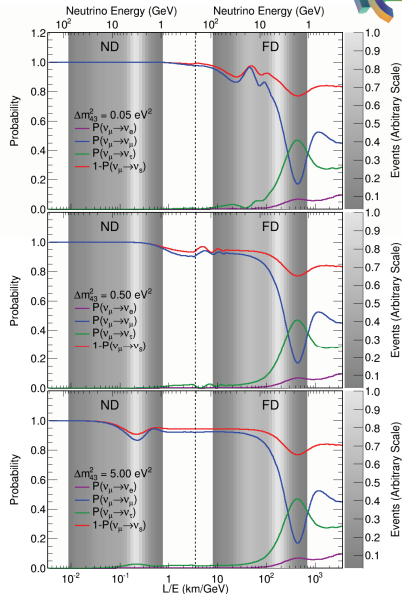 Neutrino Energy (GeV) Neutrino Energy (GeV)
10² 10 1 10² 10 1
ND FD
1.2
1.0
0.8
0.6
0.4
0.2
0.0
Probability
Δm²₄₃ = 0.05 eV²
P(νμ→νe)
P(νμ→νμ)
P(νμ→ντ)
1-P(νμ→νs)
1.0
0.9
0.8
0.7
0.6
0.5
0.4
0.3
0.2
0.1
Events (Arbitrary Scale)
ND FD
1.0
0.8
0.6
0.4
0.2
0.0
Probability
Δm²₄₃ = 0.50 eV²
P(νμ→νe)
P(νμ→νμ)
P(νμ→ντ)
1-P(νμ→νs)
1.0
0.9
0.8
0.7
0.6
0.5
0.4
0.3
0.2
0.1
Events (Arbitrary Scale)
ND FD
1.0
0.8
0.6
0.4
0.2
0.0
Probability
Δm²₄₃ = 5.00 eV²
P(νμ→νe)
P(νμ→νμ)
P(νμ→ντ)
1-P(νμ→νs)
1.0
0.9
0.8
0.7
0.6
0.5
0.4
0.3
0.2
0.1
Events (Arbitrary Scale)
10⁻² 10⁻¹ 1 10 10² 10³
L/E (km/GeV)